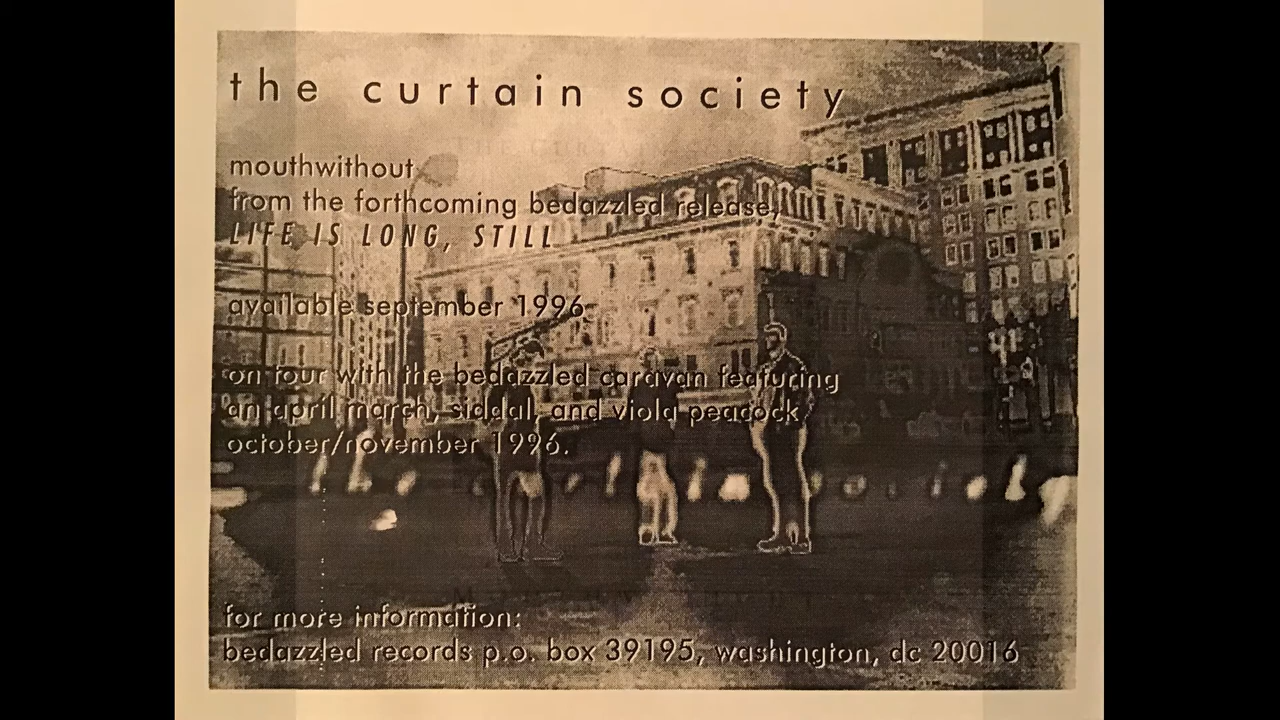 the curtain society
mouthwithout
from the forthcoming bedazzled release,
LIFE IS LONG, STILL
available september 1996
on tour with the bedazzled caravan featuring
an april march, siddal, and viola peacock
october/november 1996.
for more information:
bedazzled records p.o. box 39195, washington, dc 20016